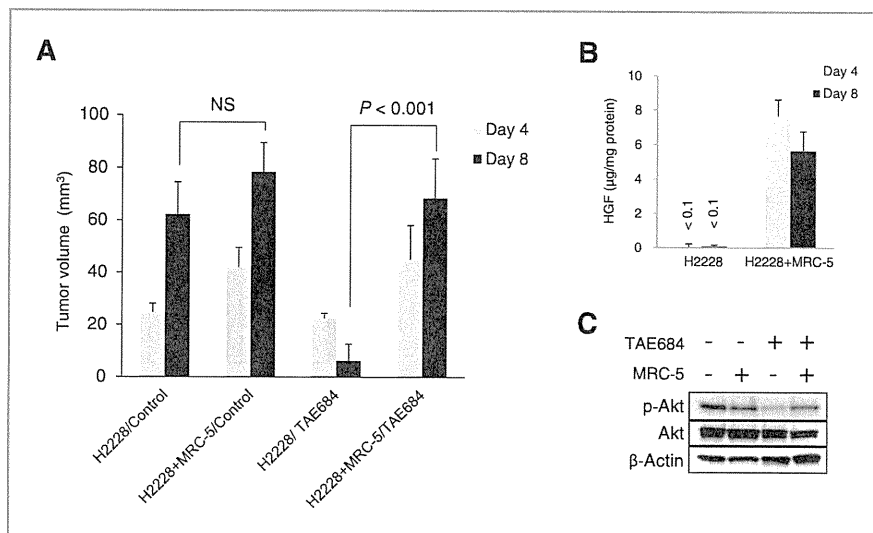 A
NS
P < 0.001
Day 4
Day 8
100
80
60
40
20
0
Tumor volume (mm³)
H2228/Control
H2228+MRC-5/Control
H2228/ TAE684
H2228+MRC-5/TAE684
B
Day 4
Day 8
10
8
6
4
2
0
HGF (µg/mg protein)
< 0.1
< 0.1
H2228
H2228+MRC-5
C
TAE684 - - + +
MRC-5 - + - +
p-Akt
Akt
β-Actin